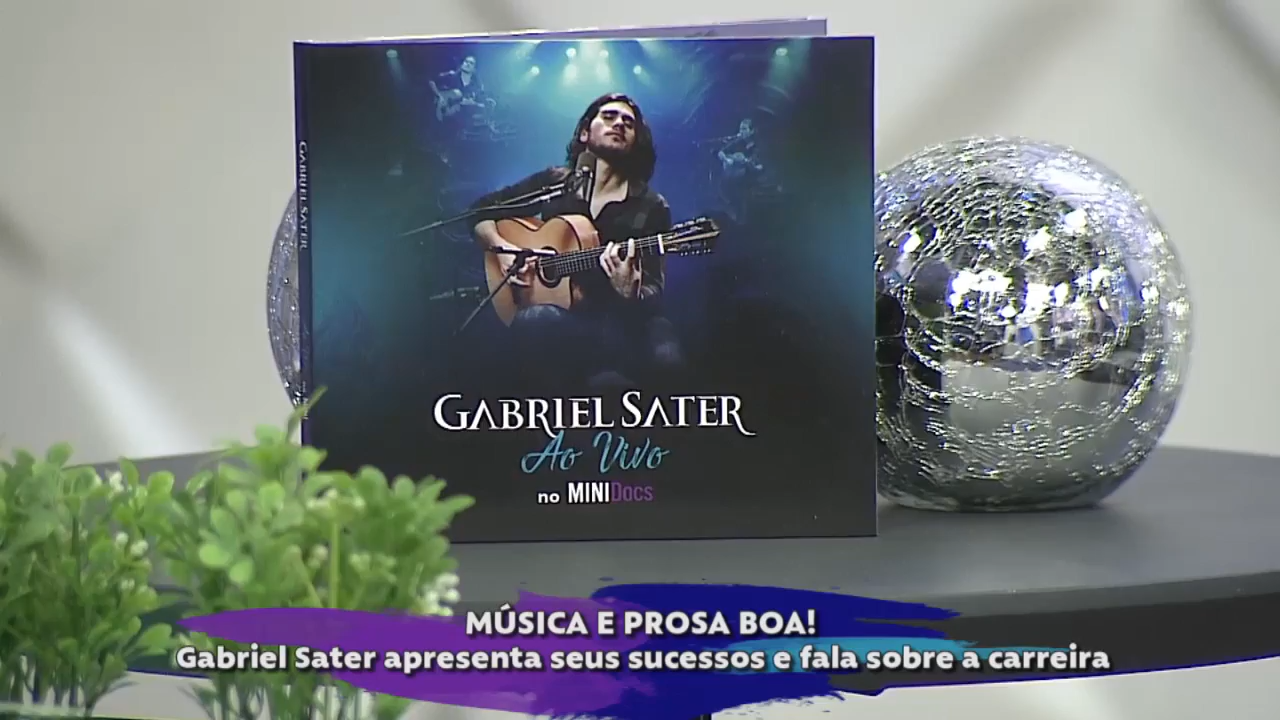 GABRIEL SATER
GABRIEL SATER
Ao Vivo
no MINIDocs
MÚSICA E PROSA BOA!
Gabriel Sater apresenta seus sucessos e fala sobre a carreira